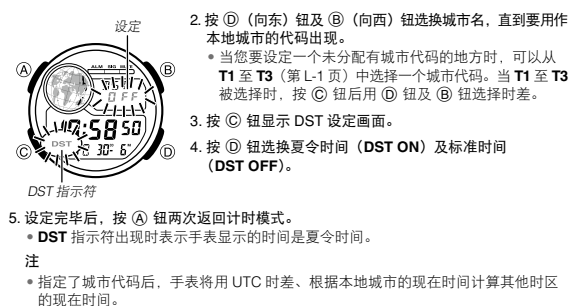 设定
ALM SIG
A
B
OFF
:58 50
DST
30° 6"
C
D
DST 指示符
2. 按 Ⓓ（向东）钮及 Ⓑ（向西）钮选换城市名，直到要用作
本地城市的代码出现。
• 当您要设定一个未分配有城市代码的地方时，可以从
T1 至 T3（第 L-1 页）中选择一个城市代码。当 T1 至 T3
被选择时，按 Ⓒ 钮后用 Ⓓ 钮及 Ⓑ 钮选择时差。
3. 按 Ⓒ 钮显示 DST 设定画面。
4. 按 Ⓓ 钮选换夏令时间（DST ON）及标准时间
（DST OFF）。
5. 设定完毕后，按 Ⓐ 钮两次返回计时模式。
• DST 指示符出现时表示手表显示的时间是夏令时间。
注
• 指定了城市代码后，手表将用 UTC 时差、根据本地城市的现在时间计算其他时区
的现在时间。